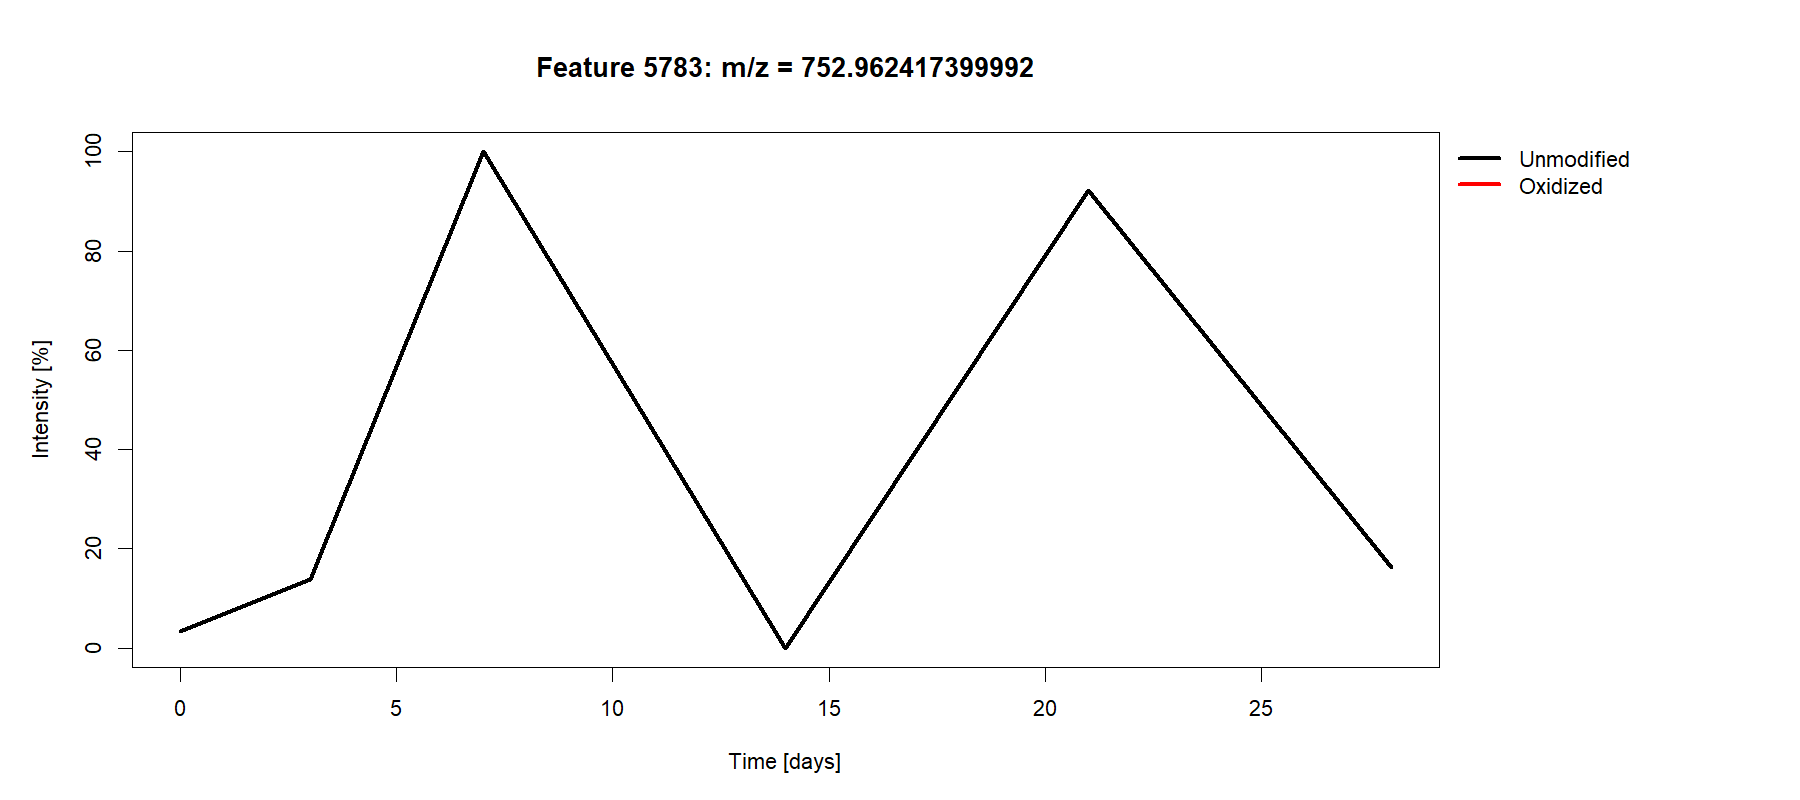 Feature 5783: m/z = 752.962417399992
Unmodified
Oxidized
100
80
60
40
20
0
Intensity [%]
0 5 10 15 20 25
Time [days]